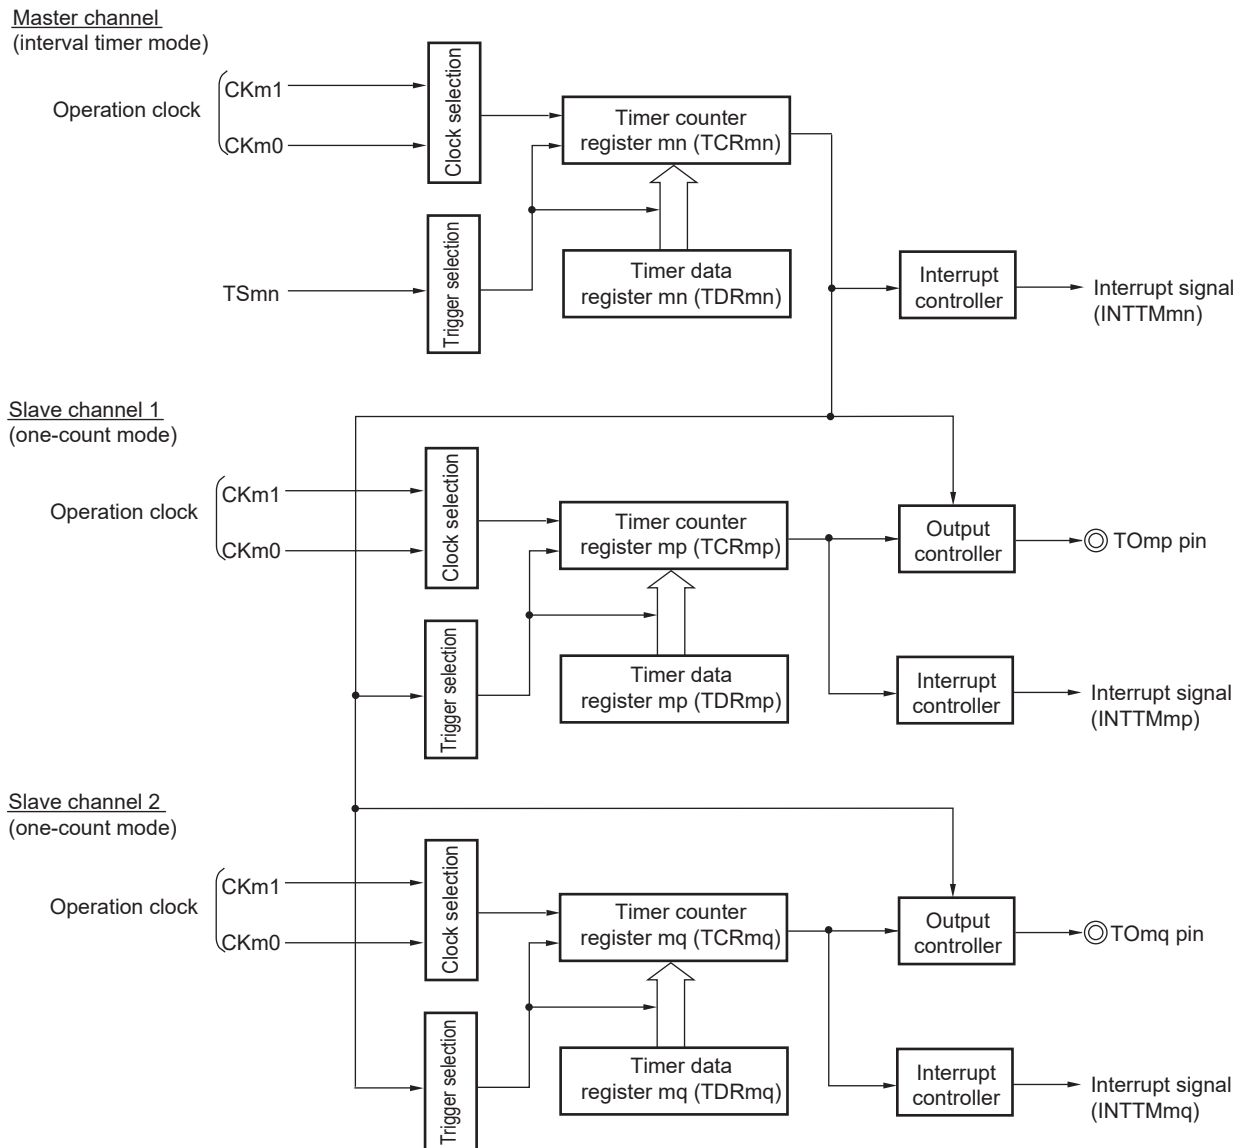 Master channel
(interval timer mode)
Operation clock
CKm1
CKm0
Clock selection
Timer counter
register mn (TCRmn)
TSmn
Trigger selection
Timer data
register mn (TDRmn)
Interrupt
controller
Interrupt signal
(INTTMmn)
Slave channel 1
(one-count mode)
Operation clock
CKm1
CKm0
Clock selection
Timer counter
register mp (TCRmp)
Output
controller
TOmp pin
Trigger selection
Timer data
register mp (TDRmp)
Interrupt
controller
Interrupt signal
(INTTMmp)
Slave channel 2
(one-count mode)
Operation clock
CKm1
CKm0
Clock selection
Timer counter
register mq (TCRmq)
Output
controller
TOmq pin
Trigger selection
Timer data
register mq (TDRmq)
Interrupt
controller
Interrupt signal
(INTTMmq)